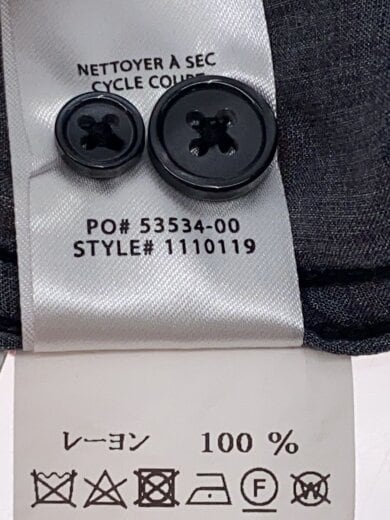 NETTOYER À SEC
CYCLE COURT
PO# 53534-00
STYLE# 1110119
レーヨン 100 %
F
W